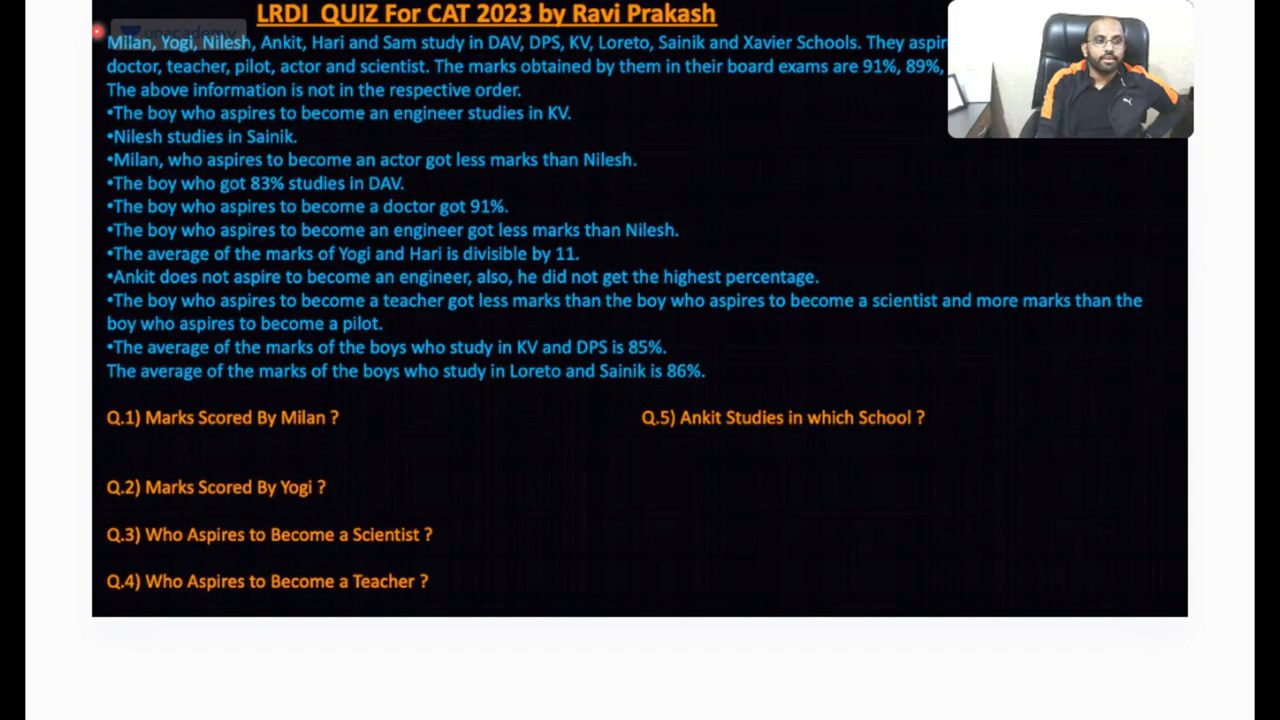 LRDI QUIZ For CAT 2023 by Ravi Prakash
unacademy
Milan, Yogi, Nilesh, Ankit, Hari and Sam study in DAV, DPS, KV, Loreto, Sainik and Xavier Schools. They aspir
doctor, teacher, pilot, actor and scientist. The marks obtained by them in their board exams are 91%, 89%,
The above information is not in the respective order.
•The boy who aspires to become an engineer studies in KV.
•Nilesh studies in Sainik.
•Milan, who aspires to become an actor got less marks than Nilesh.
•The boy who got 83% studies in DAV.
•The boy who aspires to become a doctor got 91%.
•The boy who aspires to become an engineer got less marks than Nilesh.
•The average of the marks of Yogi and Hari is divisible by 11.
•Ankit does not aspire to become an engineer, also, he did not get the highest percentage.
•The boy who aspires to become a teacher got less marks than the boy who aspires to become a scientist and more marks than the
boy who aspires to become a pilot.
•The average of the marks of the boys who study in KV and DPS is 85%.
The average of the marks of the boys who study in Loreto and Sainik is 86%.
Q.1) Marks Scored By Milan ?
Q.5) Ankit Studies in which School ?
Q.2) Marks Scored By Yogi ?
Q.3) Who Aspires to Become a Scientist ?
Q.4) Who Aspires to Become a Teacher ?